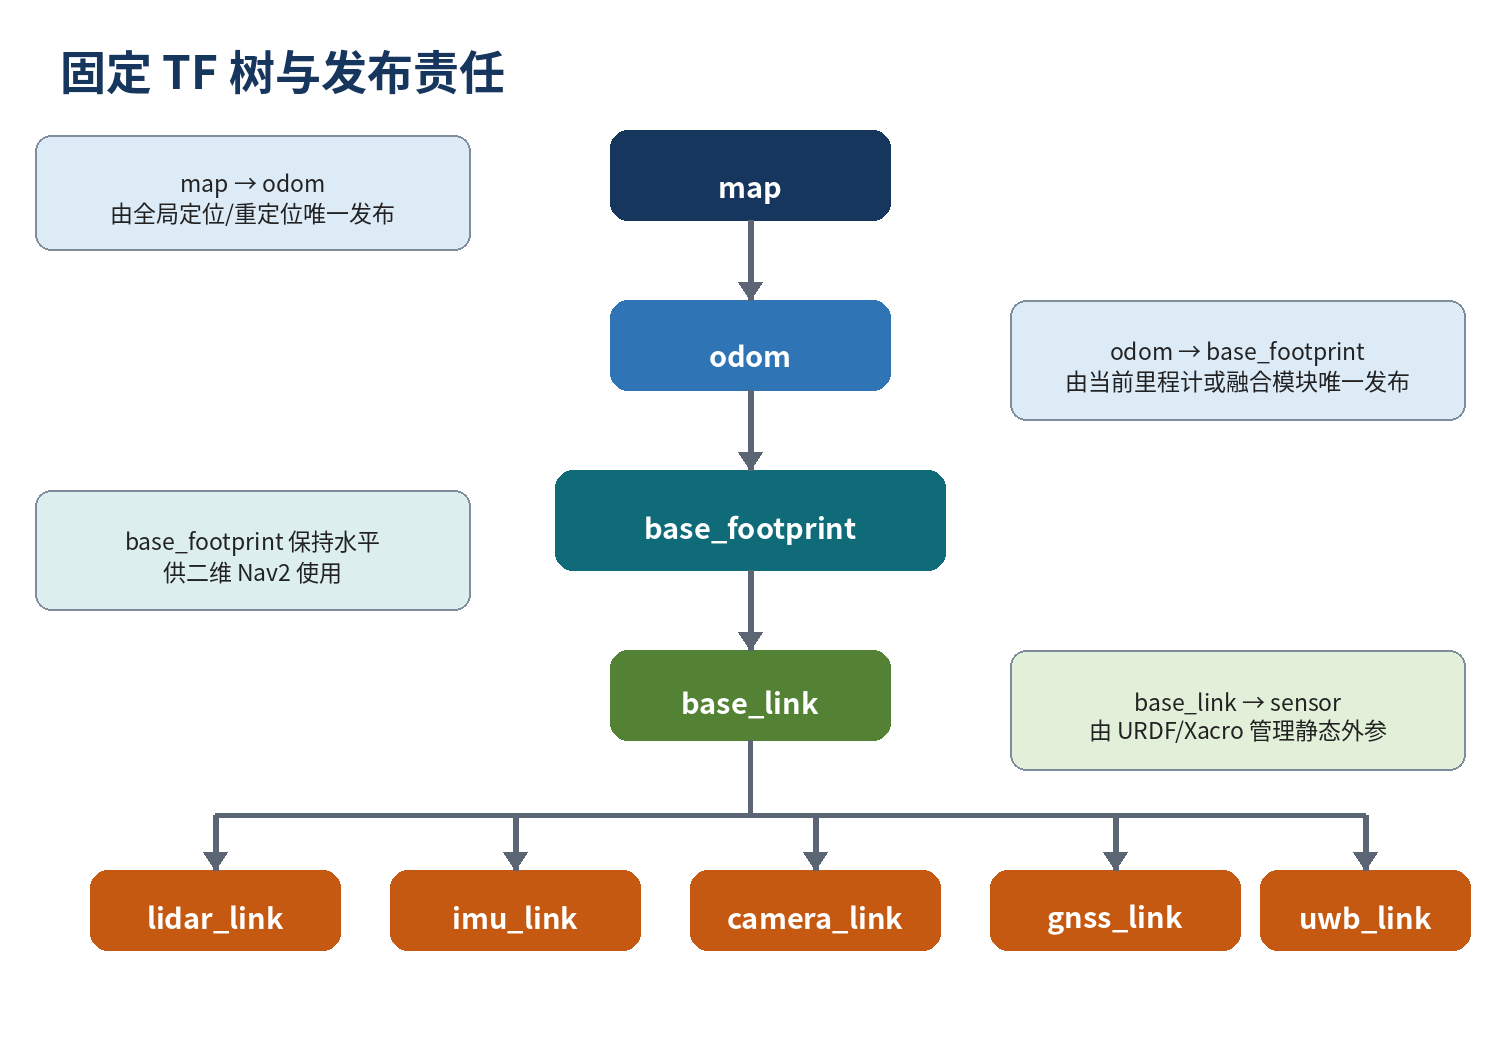 固定 TF 树与发布责任
map → odom
由全局定位/重定位唯一发布
map
odom
odom → base_footprint
由当前里程计或融合模块唯一发布
base_footprint
base_footprint 保持水平
供二维 Nav2 使用
base_link
base_link → sensor
由 URDF/Xacro 管理静态外参
lidar_link
imu_link
camera_link
gnss_link
uwb_link